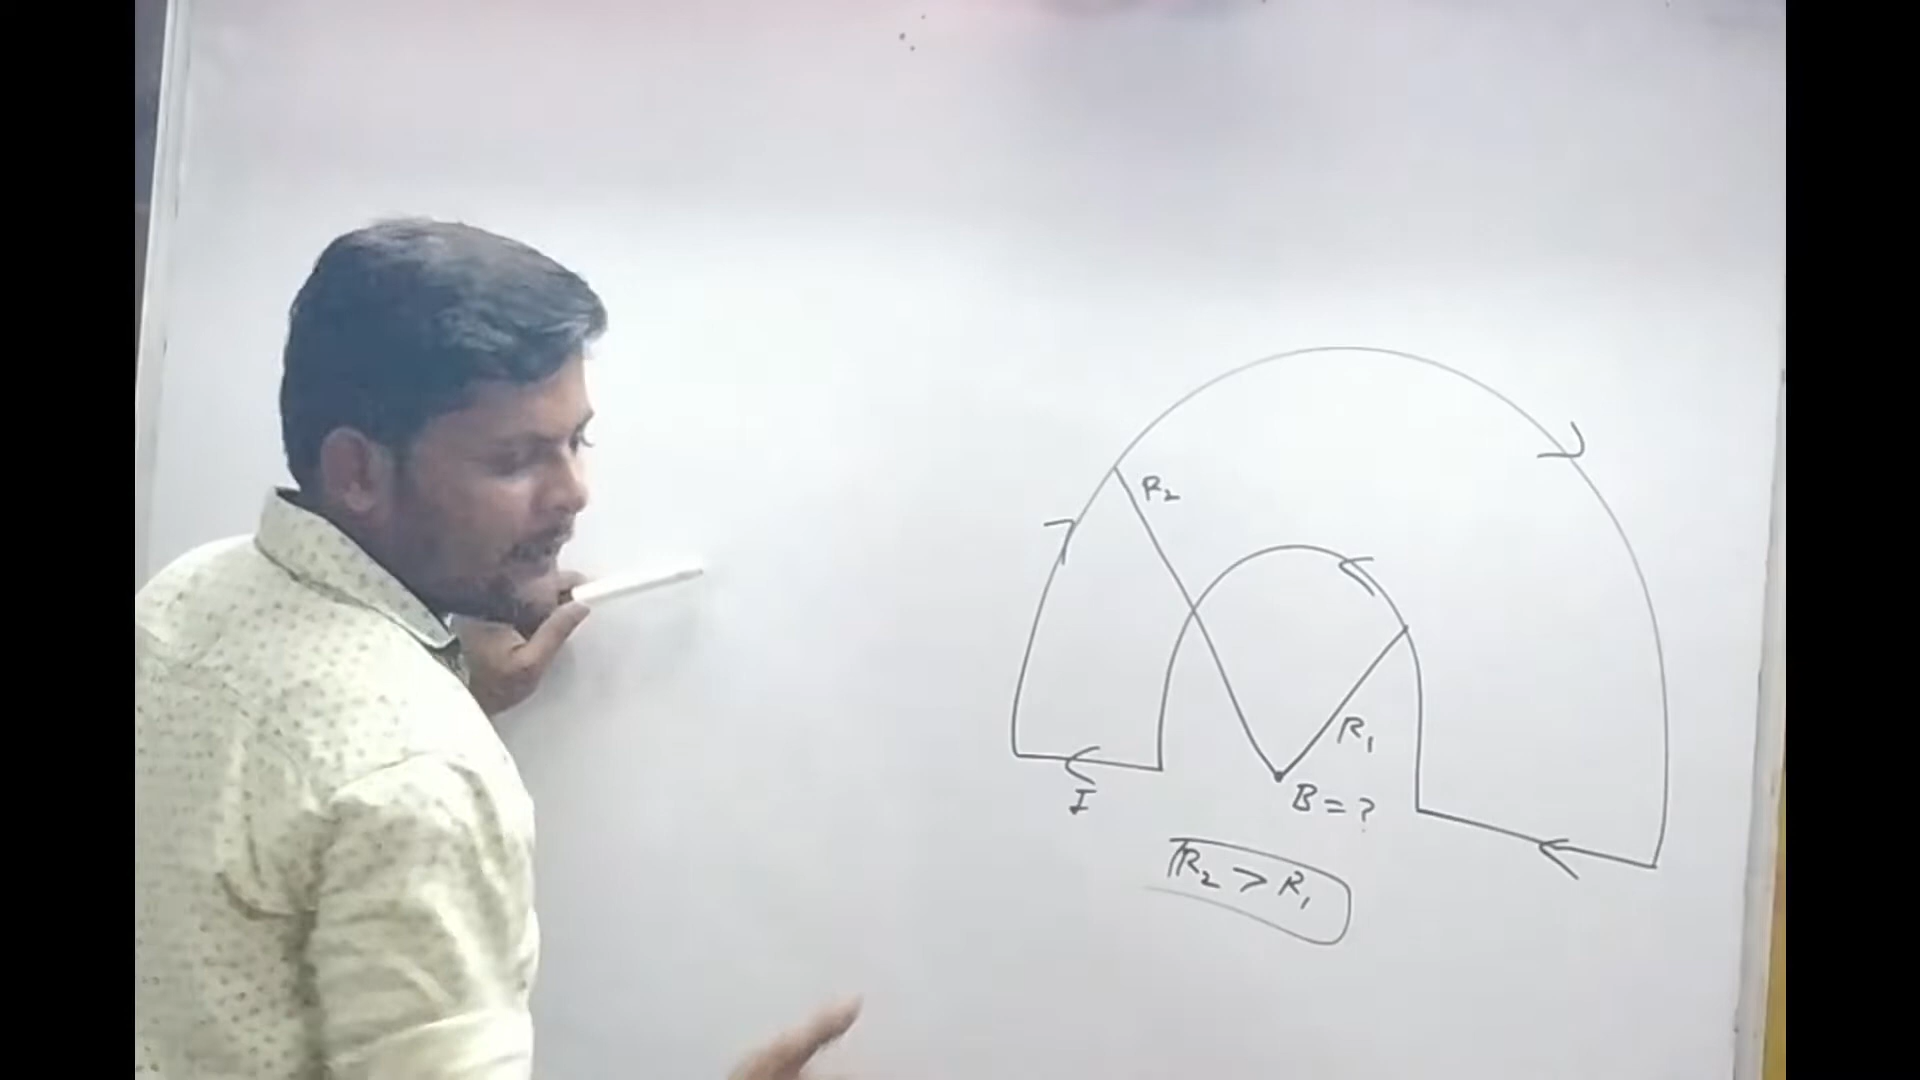 R₂
R₁
I
B = ?
R₂ > R₁